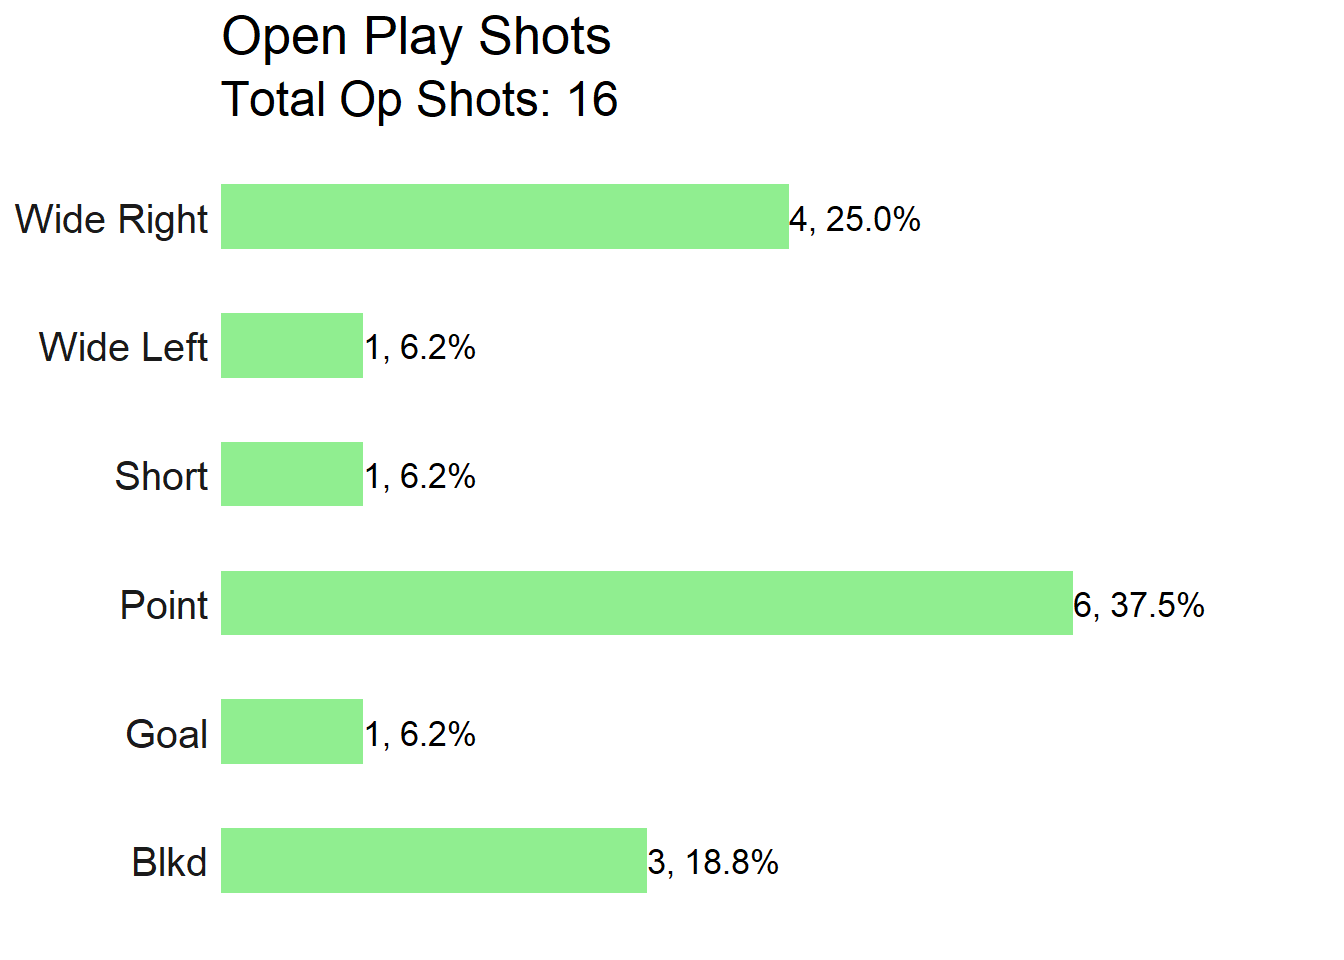 Open Play Shots
Total Op Shots: 16
Wide Right 4, 25.0%
Wide Left 1, 6.2%
Short 1, 6.2%
Point 6, 37.5%
Goal 1, 6.2%
Blkd 3, 18.8%